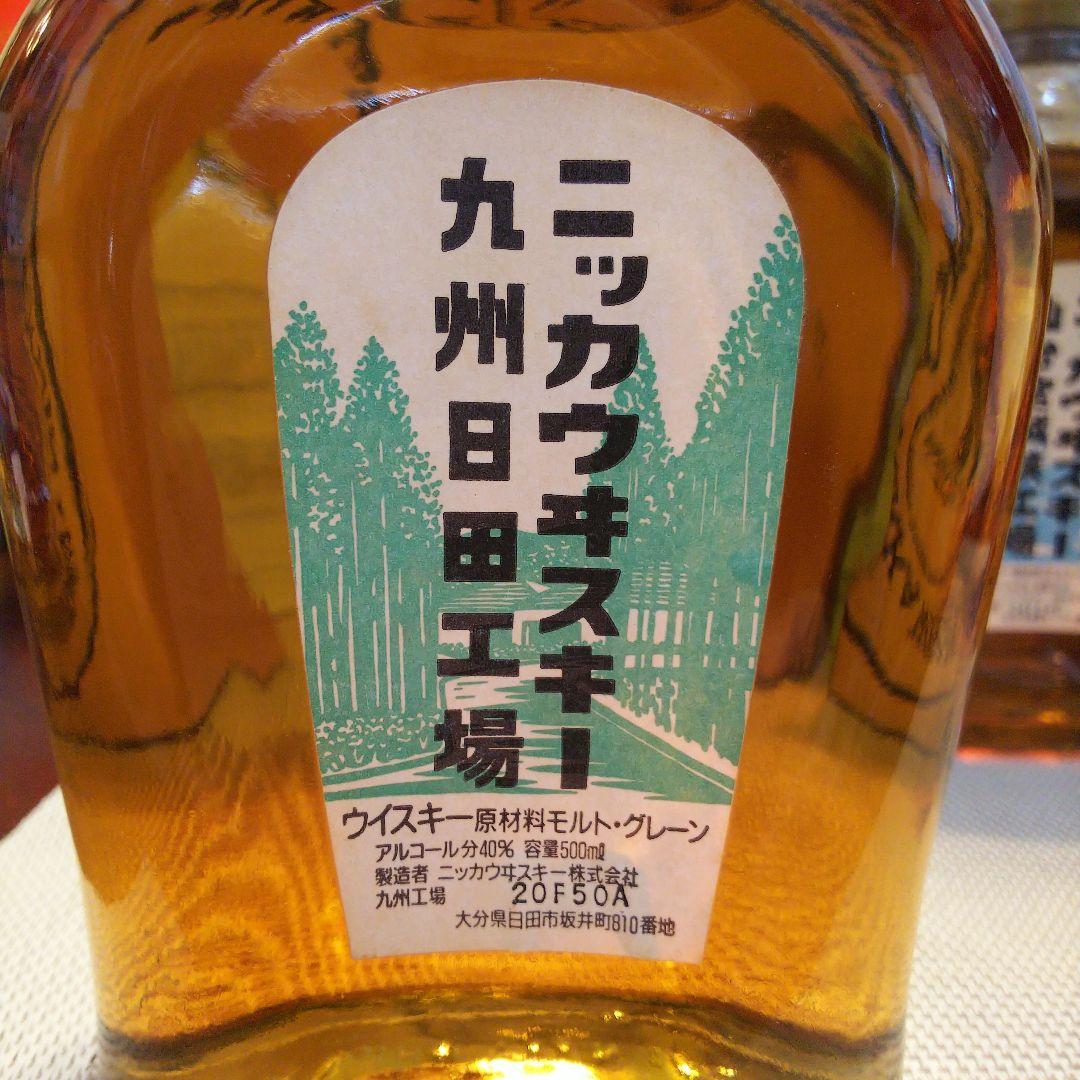 ニッカウヰスキー
九州日田工場
ウイスキー原材料モルト・グレーン
アルコール分40% 容量500㎖
製造者 ニッカウヰスキー株式会社
九州工場 20F50A
大分県日田市坂井町810番地